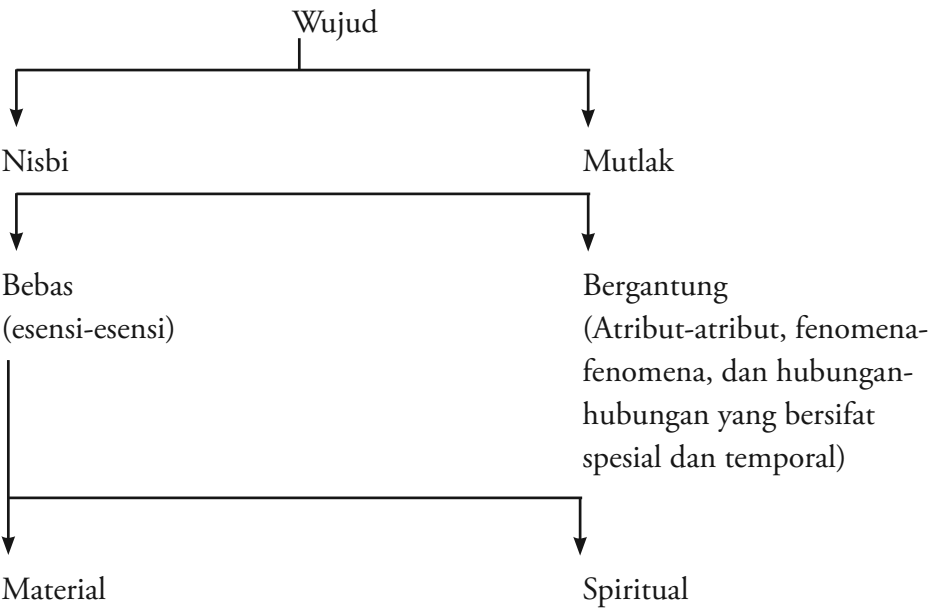 Wujud
Nisbi
Mutlak
Bebas
(esensi-esensi)
Bergantung
(Atribut-atribut, fenomena-
fenomena, dan hubungan-
hubungan yang bersifat
spesial dan temporal)
Material
Spiritual